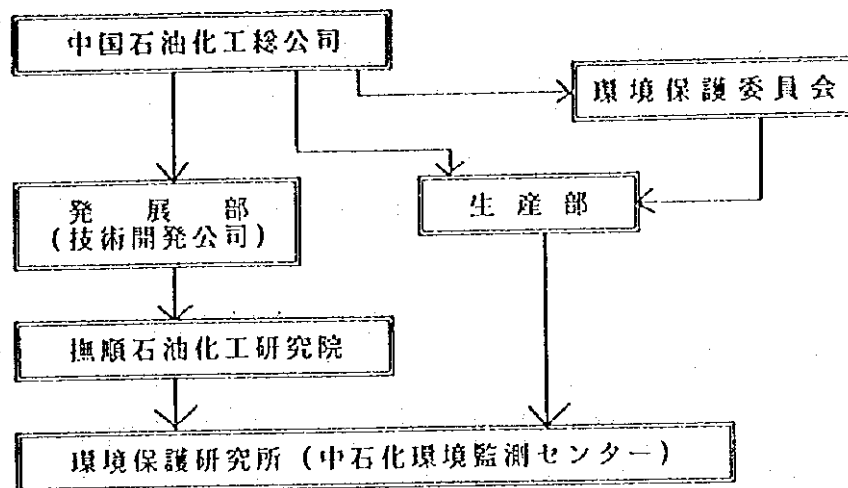 中国石油化工総公司
環境保護委員会
発展部
(技術開発公司)
生産部
撫順石油化工研究院
環境保護研究所(中石化環境監測センター)